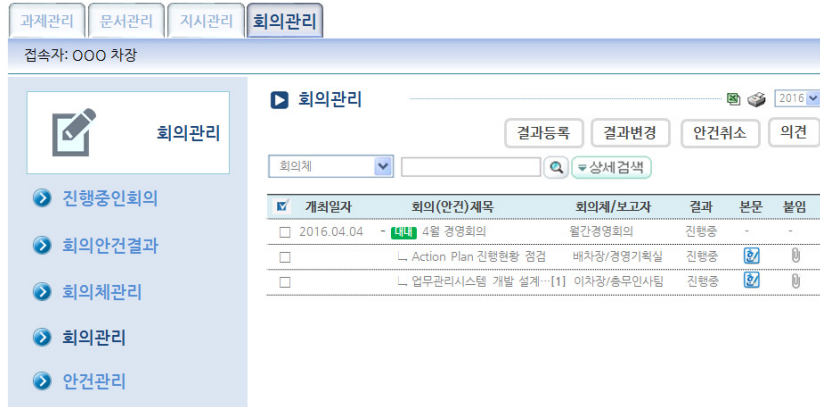 과제관리 문서관리 지시관리 회의관리
접속자: OOO 차장
회의관리
진행중인회의
회의안건결과
회의체관리
회의관리
안건관리
회의관리 2016
결과등록 결과변경 안건취소 의견
회의체 상세검색
개최일자 회의(안건)제목 회의체/보고자 결과 본문 붙임
2016.04.04 - 대내 4월 경영회의 월간경영회의 진행중 - -
Action Plan 진행현황 점검 배차장/경영기획실 진행중
업무관리시스템 개발 설계…[1] 이차장/총무인사팀 진행중